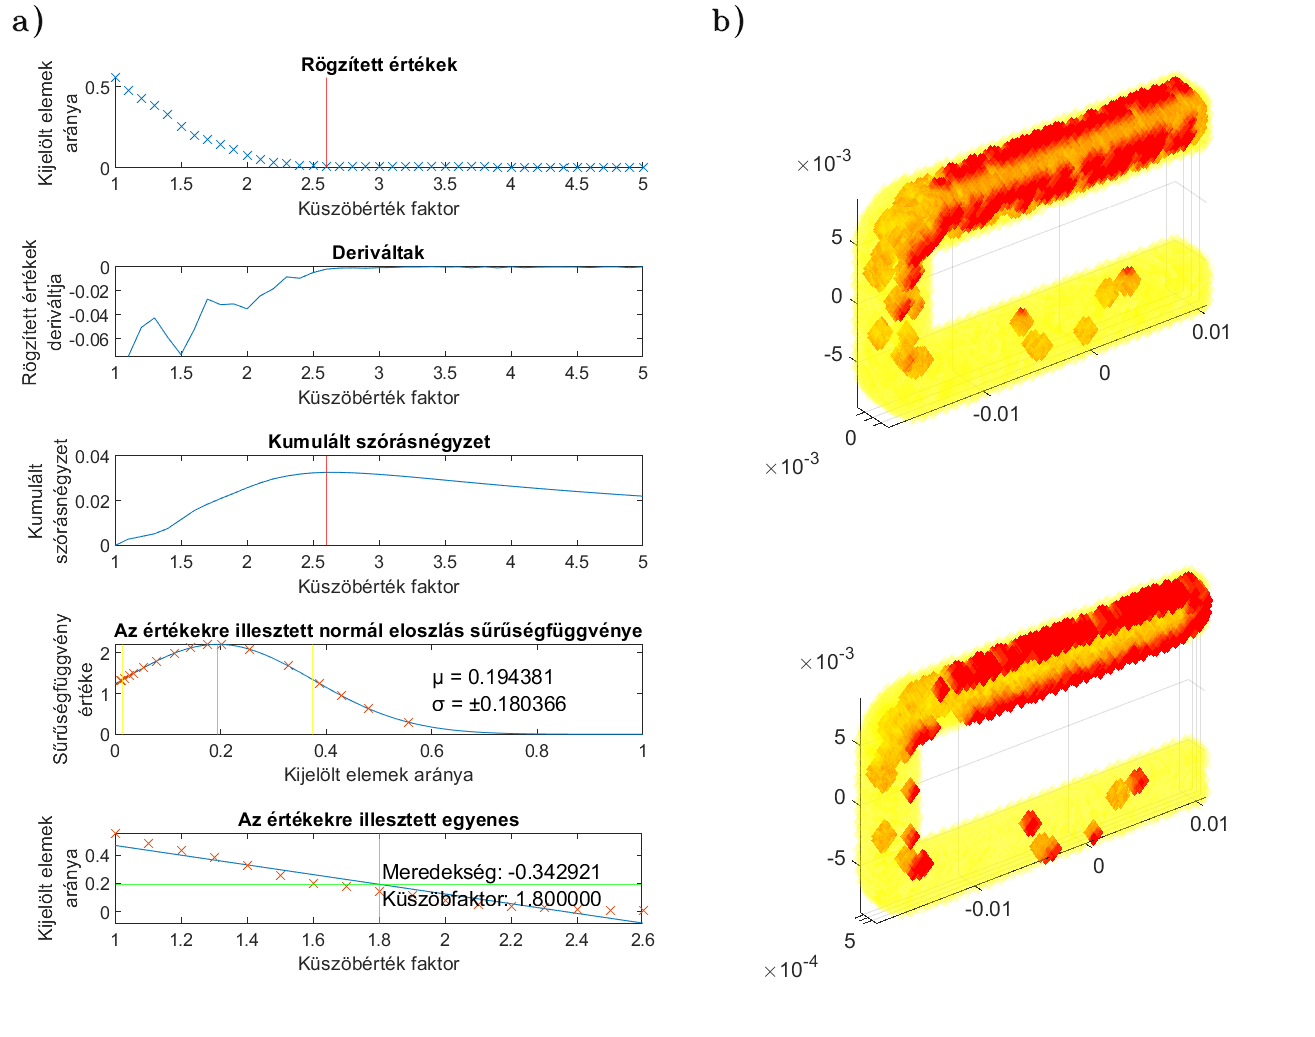 a)
Rögzített értékek
Kijelölt elemek
aránya
0.5
0
1 1.5 2 2.5 3 3.5 4 4.5 5
Küszöbérték faktor
Deriváltak
Rögzített értékek
deriváltja
0
-0.02
-0.04
-0.06
1 1.5 2 2.5 3 3.5 4 4.5 5
Küszöbérték faktor
Kumulált szórásnégyzet
Kumulált
szórásnégyzet
0.04
0.02
0
1 1.5 2 2.5 3 3.5 4 4.5 5
Küszöbérték faktor
Az értékekre illesztett normál eloszlás sűrűségfüggvénye
Sűrűségfüggvény
értéke
2
1
0
μ = 0.194381
σ = ±0.180366
0 0.2 0.4 0.6 0.8 1
Kijelölt elemek aránya
Az értékekre illesztett egyenes
Kijelölt elemek
aránya
0.4
0.2
0
Meredekség: -0.342921
Küszöbfaktor: 1.800000
1 1.2 1.4 1.6 1.8 2 2.2 2.4 2.6
Küszöbérték faktor
b)
×10-3
5
0
-5
0.01
0
-0.01
0
×10-3
×10-3
5
0
-5
0.01
0
-0.01
5
×10-4